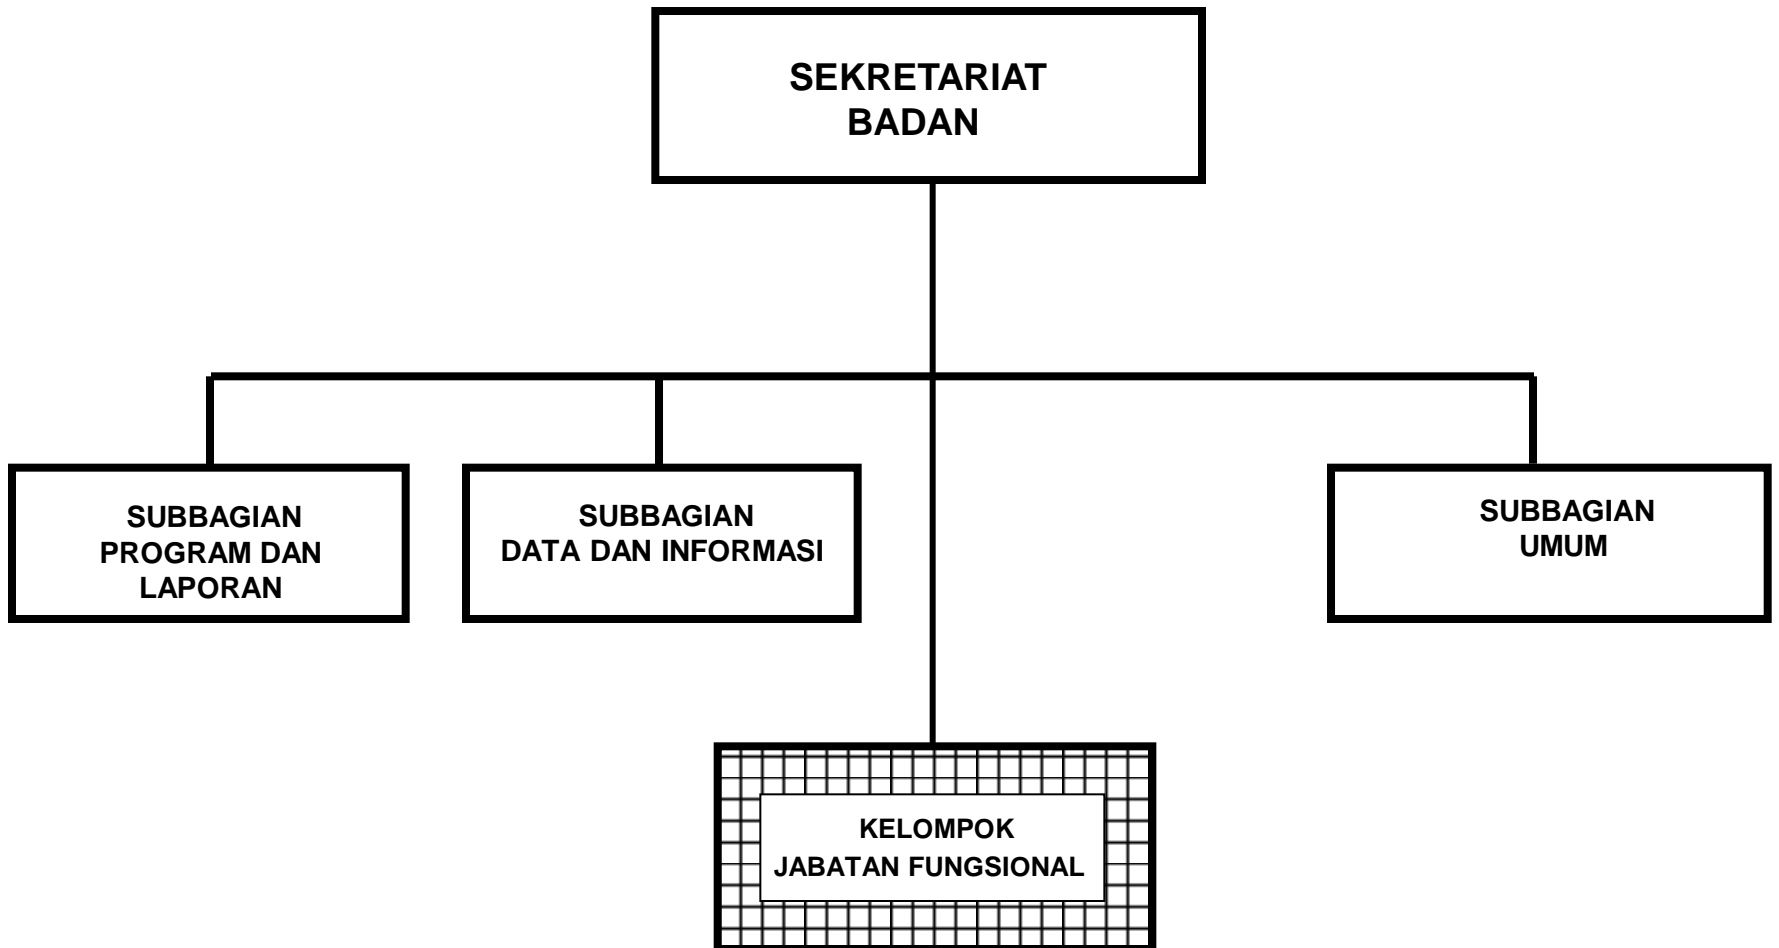 SEKRETARIAT
BADAN
SUBBAGIAN
PROGRAM DAN
LAPORAN
SUBBAGIAN
DATA DAN INFORMASI
SUBBAGIAN
UMUM
KELOMPOK
JABATAN FUNGSIONAL